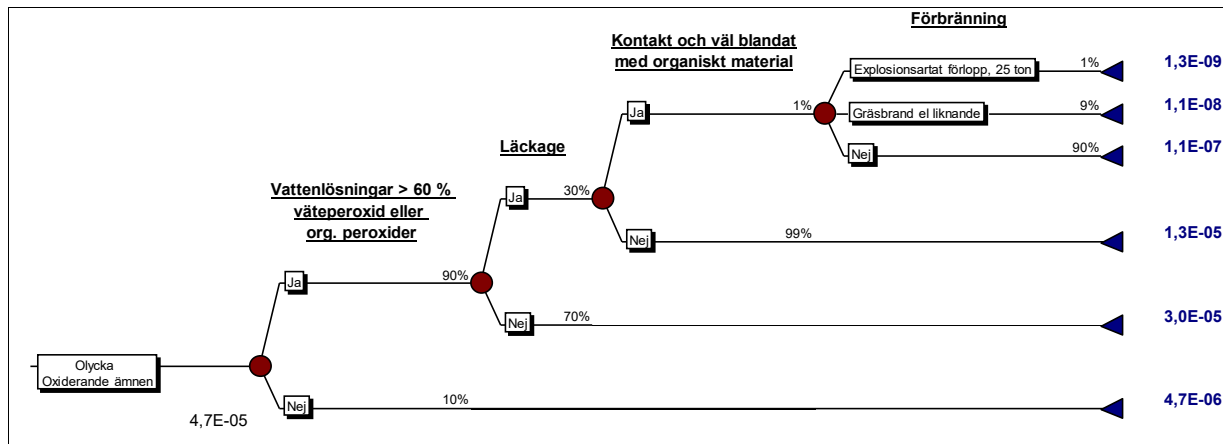 Förbränning
Kontakt och väl blandat
med organiskt material
Explosionsartat förlopp, 25 ton
1%
1,3E-09
Ja
1%
Gräsbrand el liknande
9%
1,1E-08
Nej
90%
1,1E-07
Läckage
Vattenlösningar > 60 %
väteperoxid eller
org. peroxider
Ja
30%
Nej
99%
1,3E-05
Ja
90%
Nej
70%
3,0E-05
Olycka
Oxiderande ämnen
4,7E-05
Nej
10%
4,7E-06